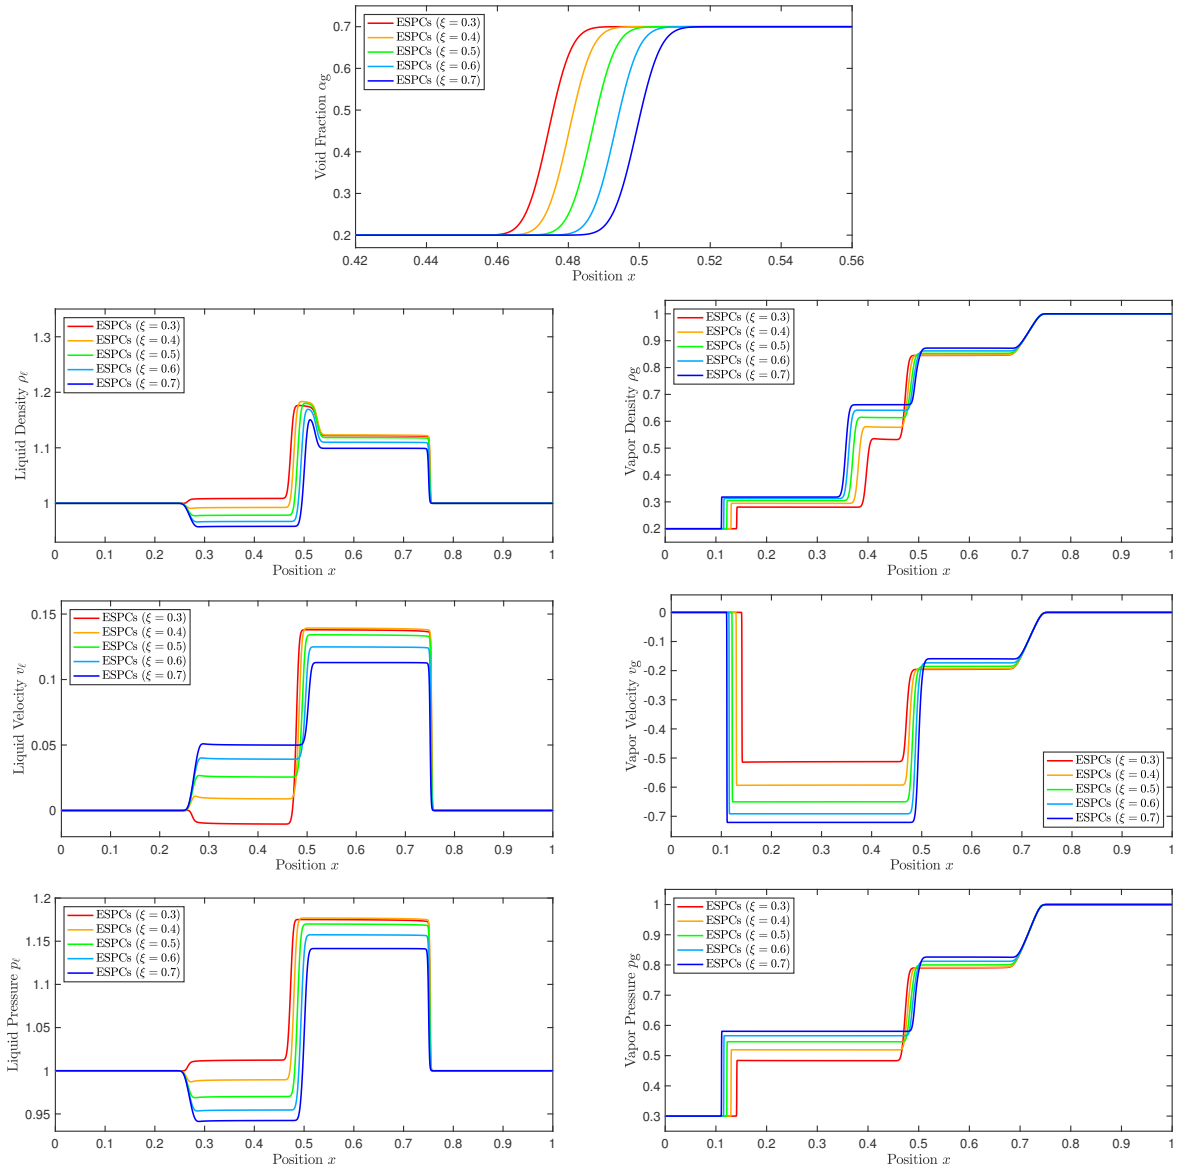 Void Fraction αg
0.7
0.6
0.5
0.4
0.3
0.2
ESPCs (ξ = 0.3)
ESPCs (ξ = 0.4)
ESPCs (ξ = 0.5)
ESPCs (ξ = 0.6)
ESPCs (ξ = 0.7)
0.42 0.44 0.46 0.48 0.5 0.52 0.54 0.56
Position x
Liquid Density ρℓ
1.3
1.2
1.1
1
ESPCs (ξ = 0.3)
ESPCs (ξ = 0.4)
ESPCs (ξ = 0.5)
ESPCs (ξ = 0.6)
ESPCs (ξ = 0.7)
0 0.1 0.2 0.3 0.4 0.5 0.6 0.7 0.8 0.9 1
Position x
Vapor Density ρg
1
0.9
0.8
0.7
0.6
0.5
0.4
0.3
0.2
ESPCs (ξ = 0.3)
ESPCs (ξ = 0.4)
ESPCs (ξ = 0.5)
ESPCs (ξ = 0.6)
ESPCs (ξ = 0.7)
0 0.1 0.2 0.3 0.4 0.5 0.6 0.7 0.8 0.9 1
Position x
Liquid Velocity vℓ
0.15
0.1
0.05
0
ESPCs (ξ = 0.3)
ESPCs (ξ = 0.4)
ESPCs (ξ = 0.5)
ESPCs (ξ = 0.6)
ESPCs (ξ = 0.7)
0 0.1 0.2 0.3 0.4 0.5 0.6 0.7 0.8 0.9 1
Position x
Vapor Velocity vg
0
-0.1
-0.2
-0.3
-0.4
-0.5
-0.6
-0.7
ESPCs (ξ = 0.3)
ESPCs (ξ = 0.4)
ESPCs (ξ = 0.5)
ESPCs (ξ = 0.6)
ESPCs (ξ = 0.7)
0 0.1 0.2 0.3 0.4 0.5 0.6 0.7 0.8 0.9 1
Position x
Liquid Pressure pℓ
1.2
1.15
1.1
1.05
1
0.95
ESPCs (ξ = 0.3)
ESPCs (ξ = 0.4)
ESPCs (ξ = 0.5)
ESPCs (ξ = 0.6)
ESPCs (ξ = 0.7)
0 0.1 0.2 0.3 0.4 0.5 0.6 0.7 0.8 0.9 1
Position x
Vapor Pressure pg
1
0.9
0.8
0.7
0.6
0.5
0.4
0.3
ESPCs (ξ = 0.3)
ESPCs (ξ = 0.4)
ESPCs (ξ = 0.5)
ESPCs (ξ = 0.6)
ESPCs (ξ = 0.7)
0 0.1 0.2 0.3 0.4 0.5 0.6 0.7 0.8 0.9 1
Position x